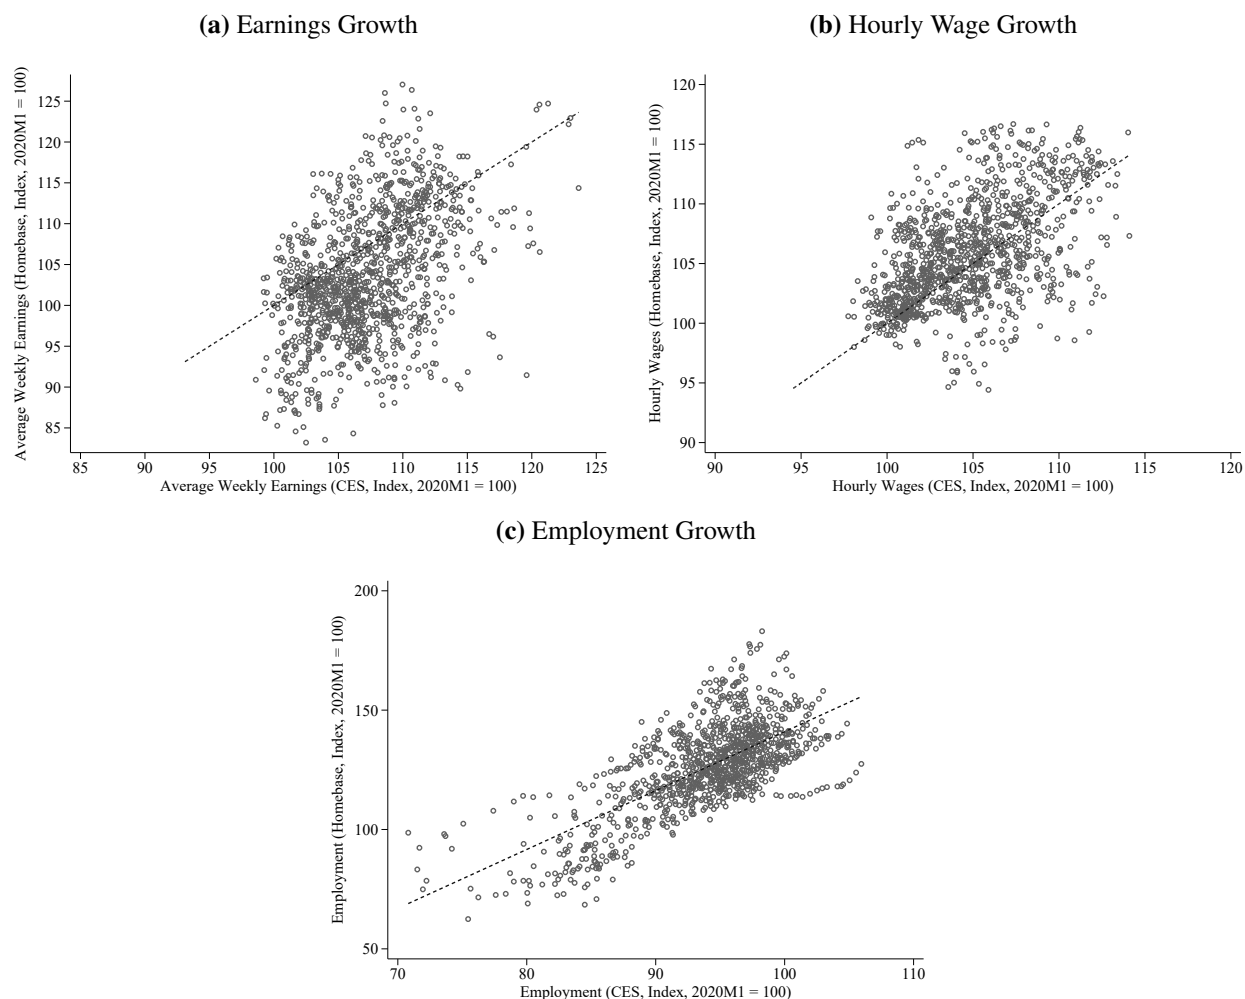 (a) Earnings Growth
Average Weekly Earnings (Homebase, Index, 2020M1 = 100)
125
120
115
110
105
100
95
90
85
85 90 95 100 105 110 115 120 125
Average Weekly Earnings (CES, Index, 2020M1 = 100)
(b) Hourly Wage Growth
Hourly Wages (Homebase, Index, 2020M1 = 100)
120
115
110
105
100
95
90
90 95 100 105 110 115 120
Hourly Wages (CES, Index, 2020M1 = 100)
(c) Employment Growth
Employment (Homebase, Index, 2020M1 = 100)
200
150
100
50
70 80 90 100 110
Employment (CES, Index, 2020M1 = 100)